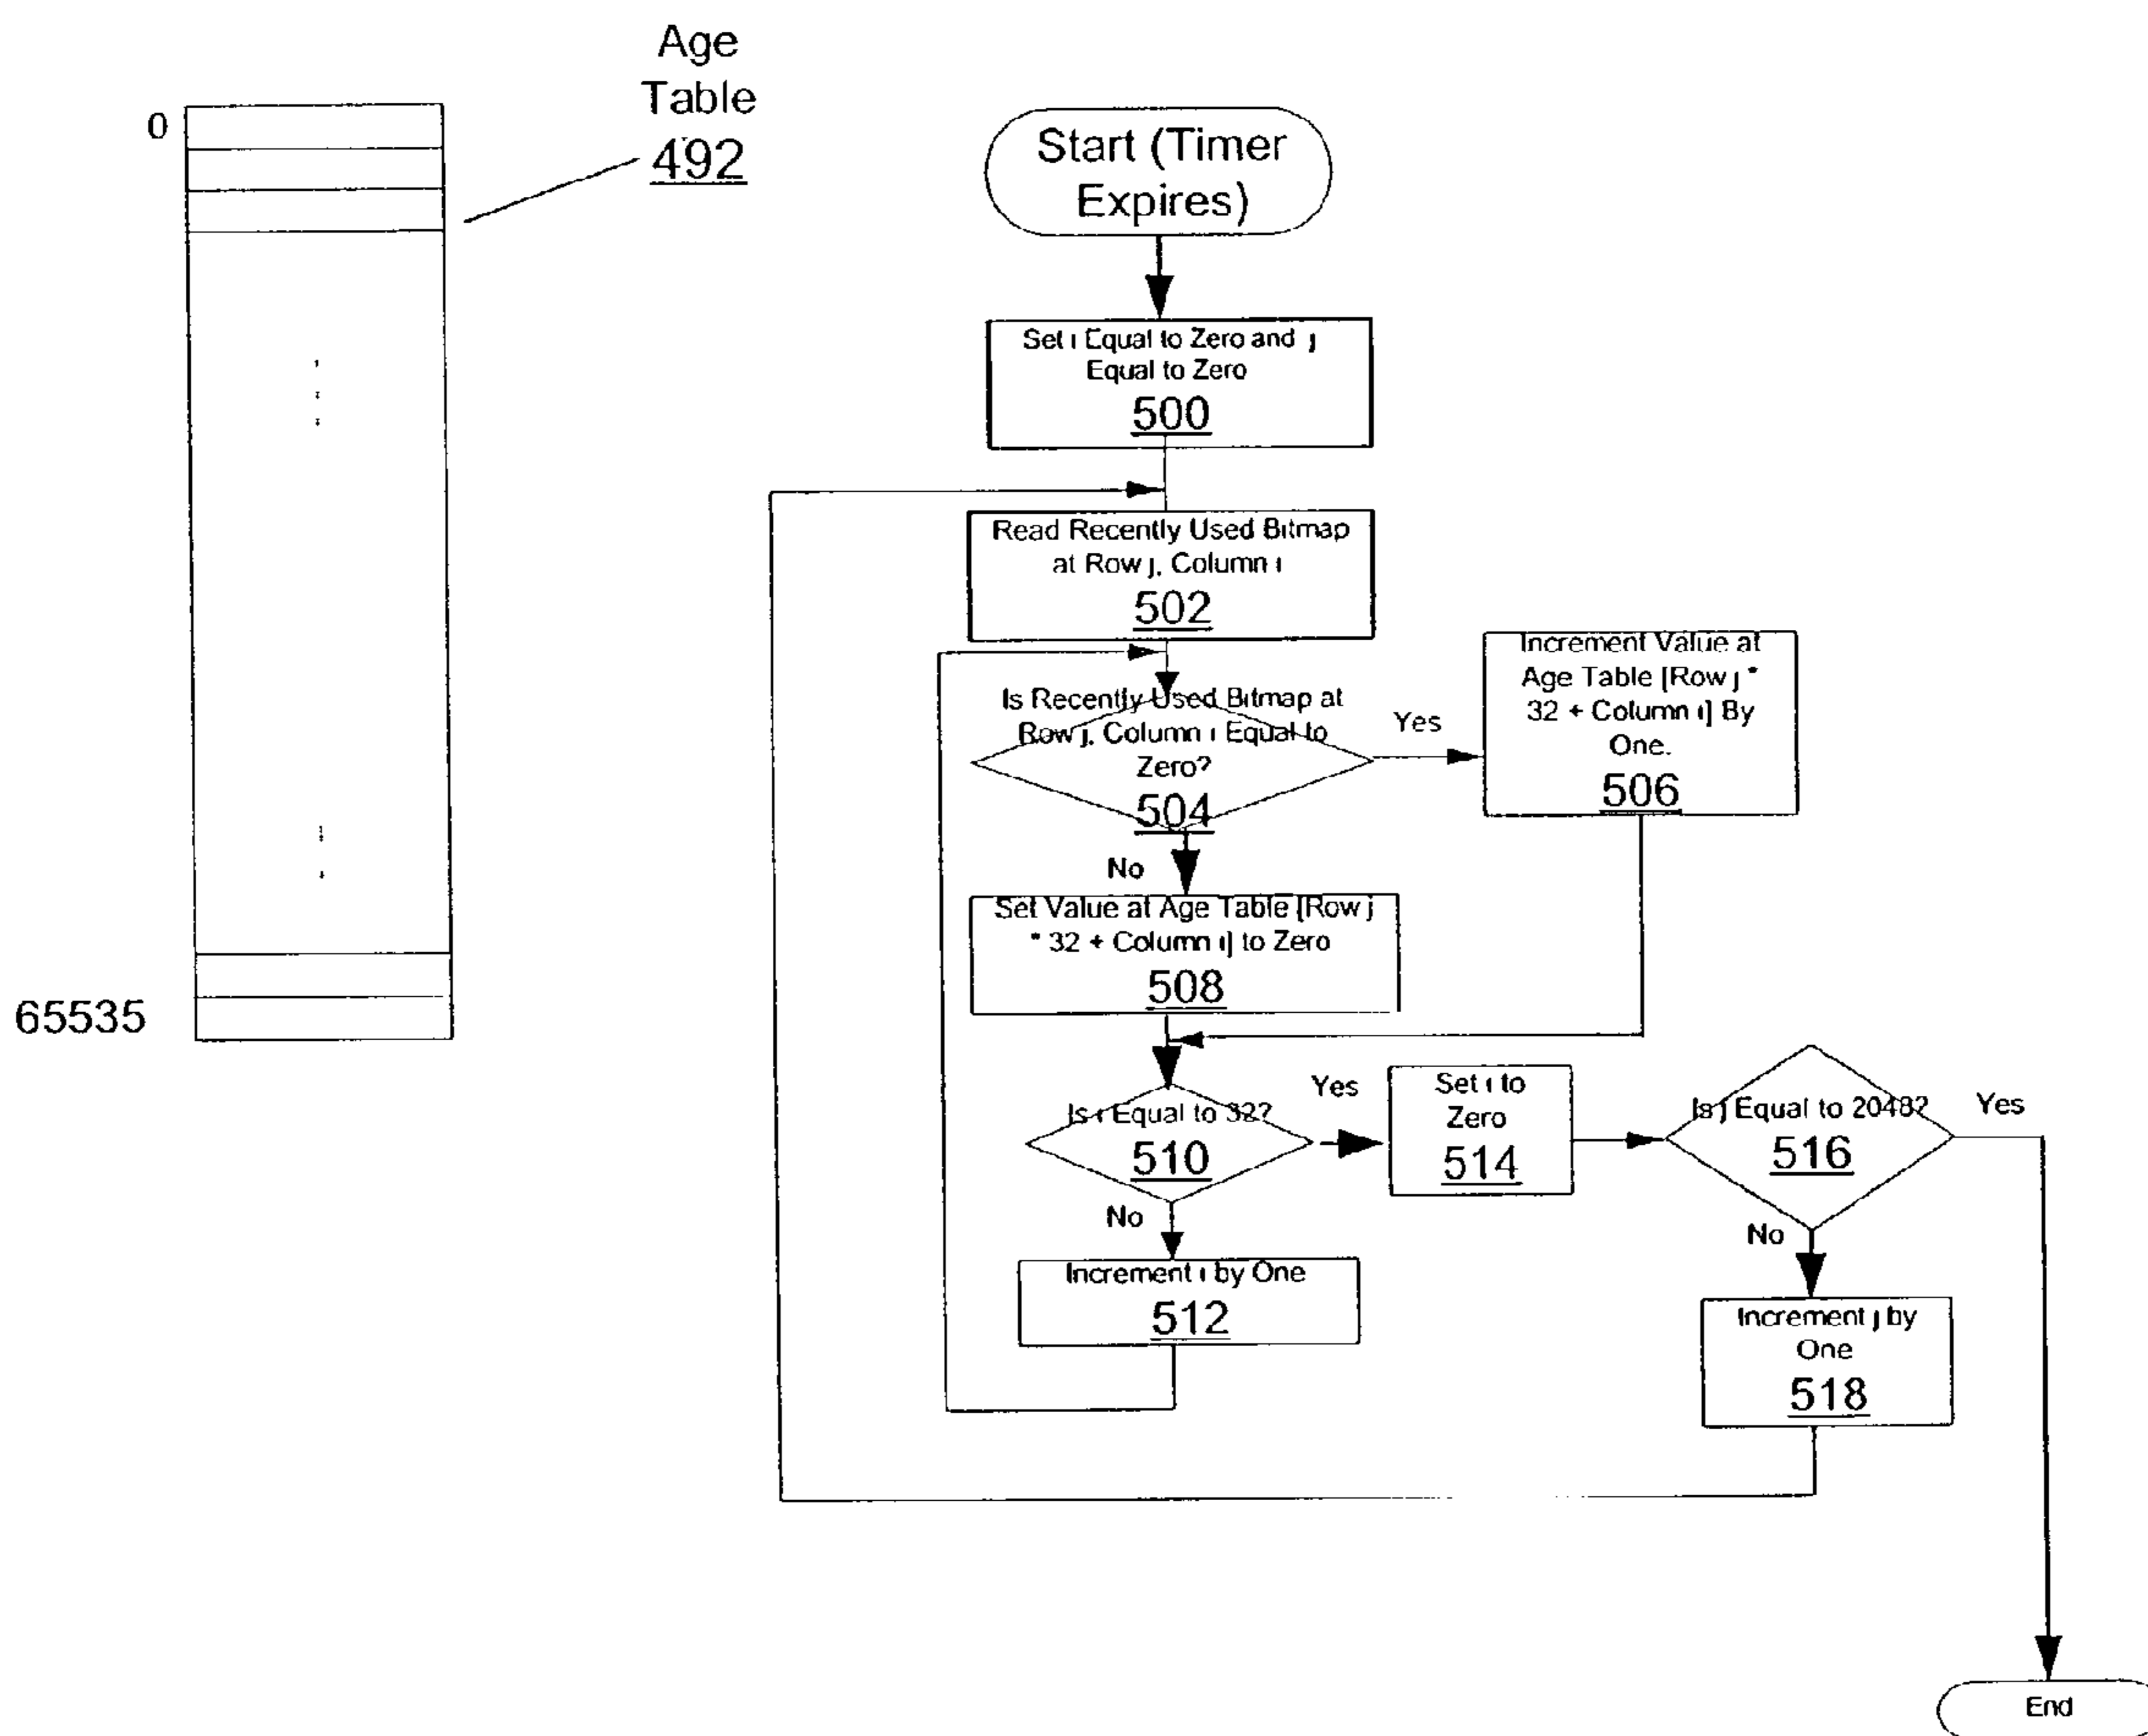 Age
Table
492
0
65535
Start (Timer
Expires)
Set i Equal to Zero and j
Equal to Zero
500
Read Recently Used Bitmap
at Row j, Column i
502
Is Recently Used Bitmap at
Row j, Column i Equal to
Zero?
504
Yes
Increment Value at
Age Table [Row j *
32 + Column i] By
One.
506
No
Set Value at Age Table [Row j
* 32 + Column i] to Zero
508
Is i Equal to 32?
510
Yes
Set i to
Zero
514
Is j Equal to 2048?
516
Yes
No
Increment i by One
512
No
Increment j by
One
518
End